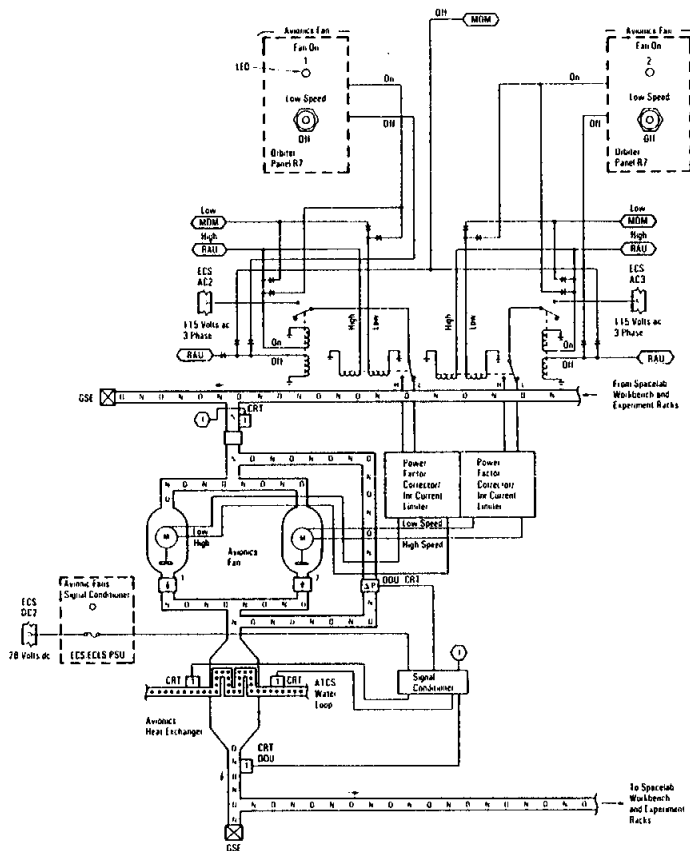 Off
MDM
Avionics Fan
Fan On
1
LED
Low Speed
Off
Orbiter
Panel R7
On
Off
Avionics Fan
Fan On
2
Low Speed
Off
Orbiter
Panel R7
On
Off
Low
MDM
High
RAU
ECS
AC2
115 Volts ac
3 Phase
RAU
On
Off
High
Low
High
Low
Low
MDM
High
RAU
ECS
AC3
115 Volts ac
3 Phase
On
Off
RAU
H
L
H
L
GSE
From Spacelab
Workbench and
Experiment Racks
CRT
Power
Factor
Corrector/
Inr Current
Limiter
Power
Factor
Corrector/
Inr Current
Limiter
M
M
Low
High
Avionics
Fan
Low Speed
High Speed
1
2
ΔP
DDU CRT
Avionic Fans
Signal Conditioner
ECS
DC2
28 Volts dc
ECS ECLS PSU
CRT
CRT
ATCS
Water
Loop
Signal
Conditioner
Avionics
Heat Exchanger
CRT
DDU
To Spacelab
Workbench
and Experiment
Racks
GSE